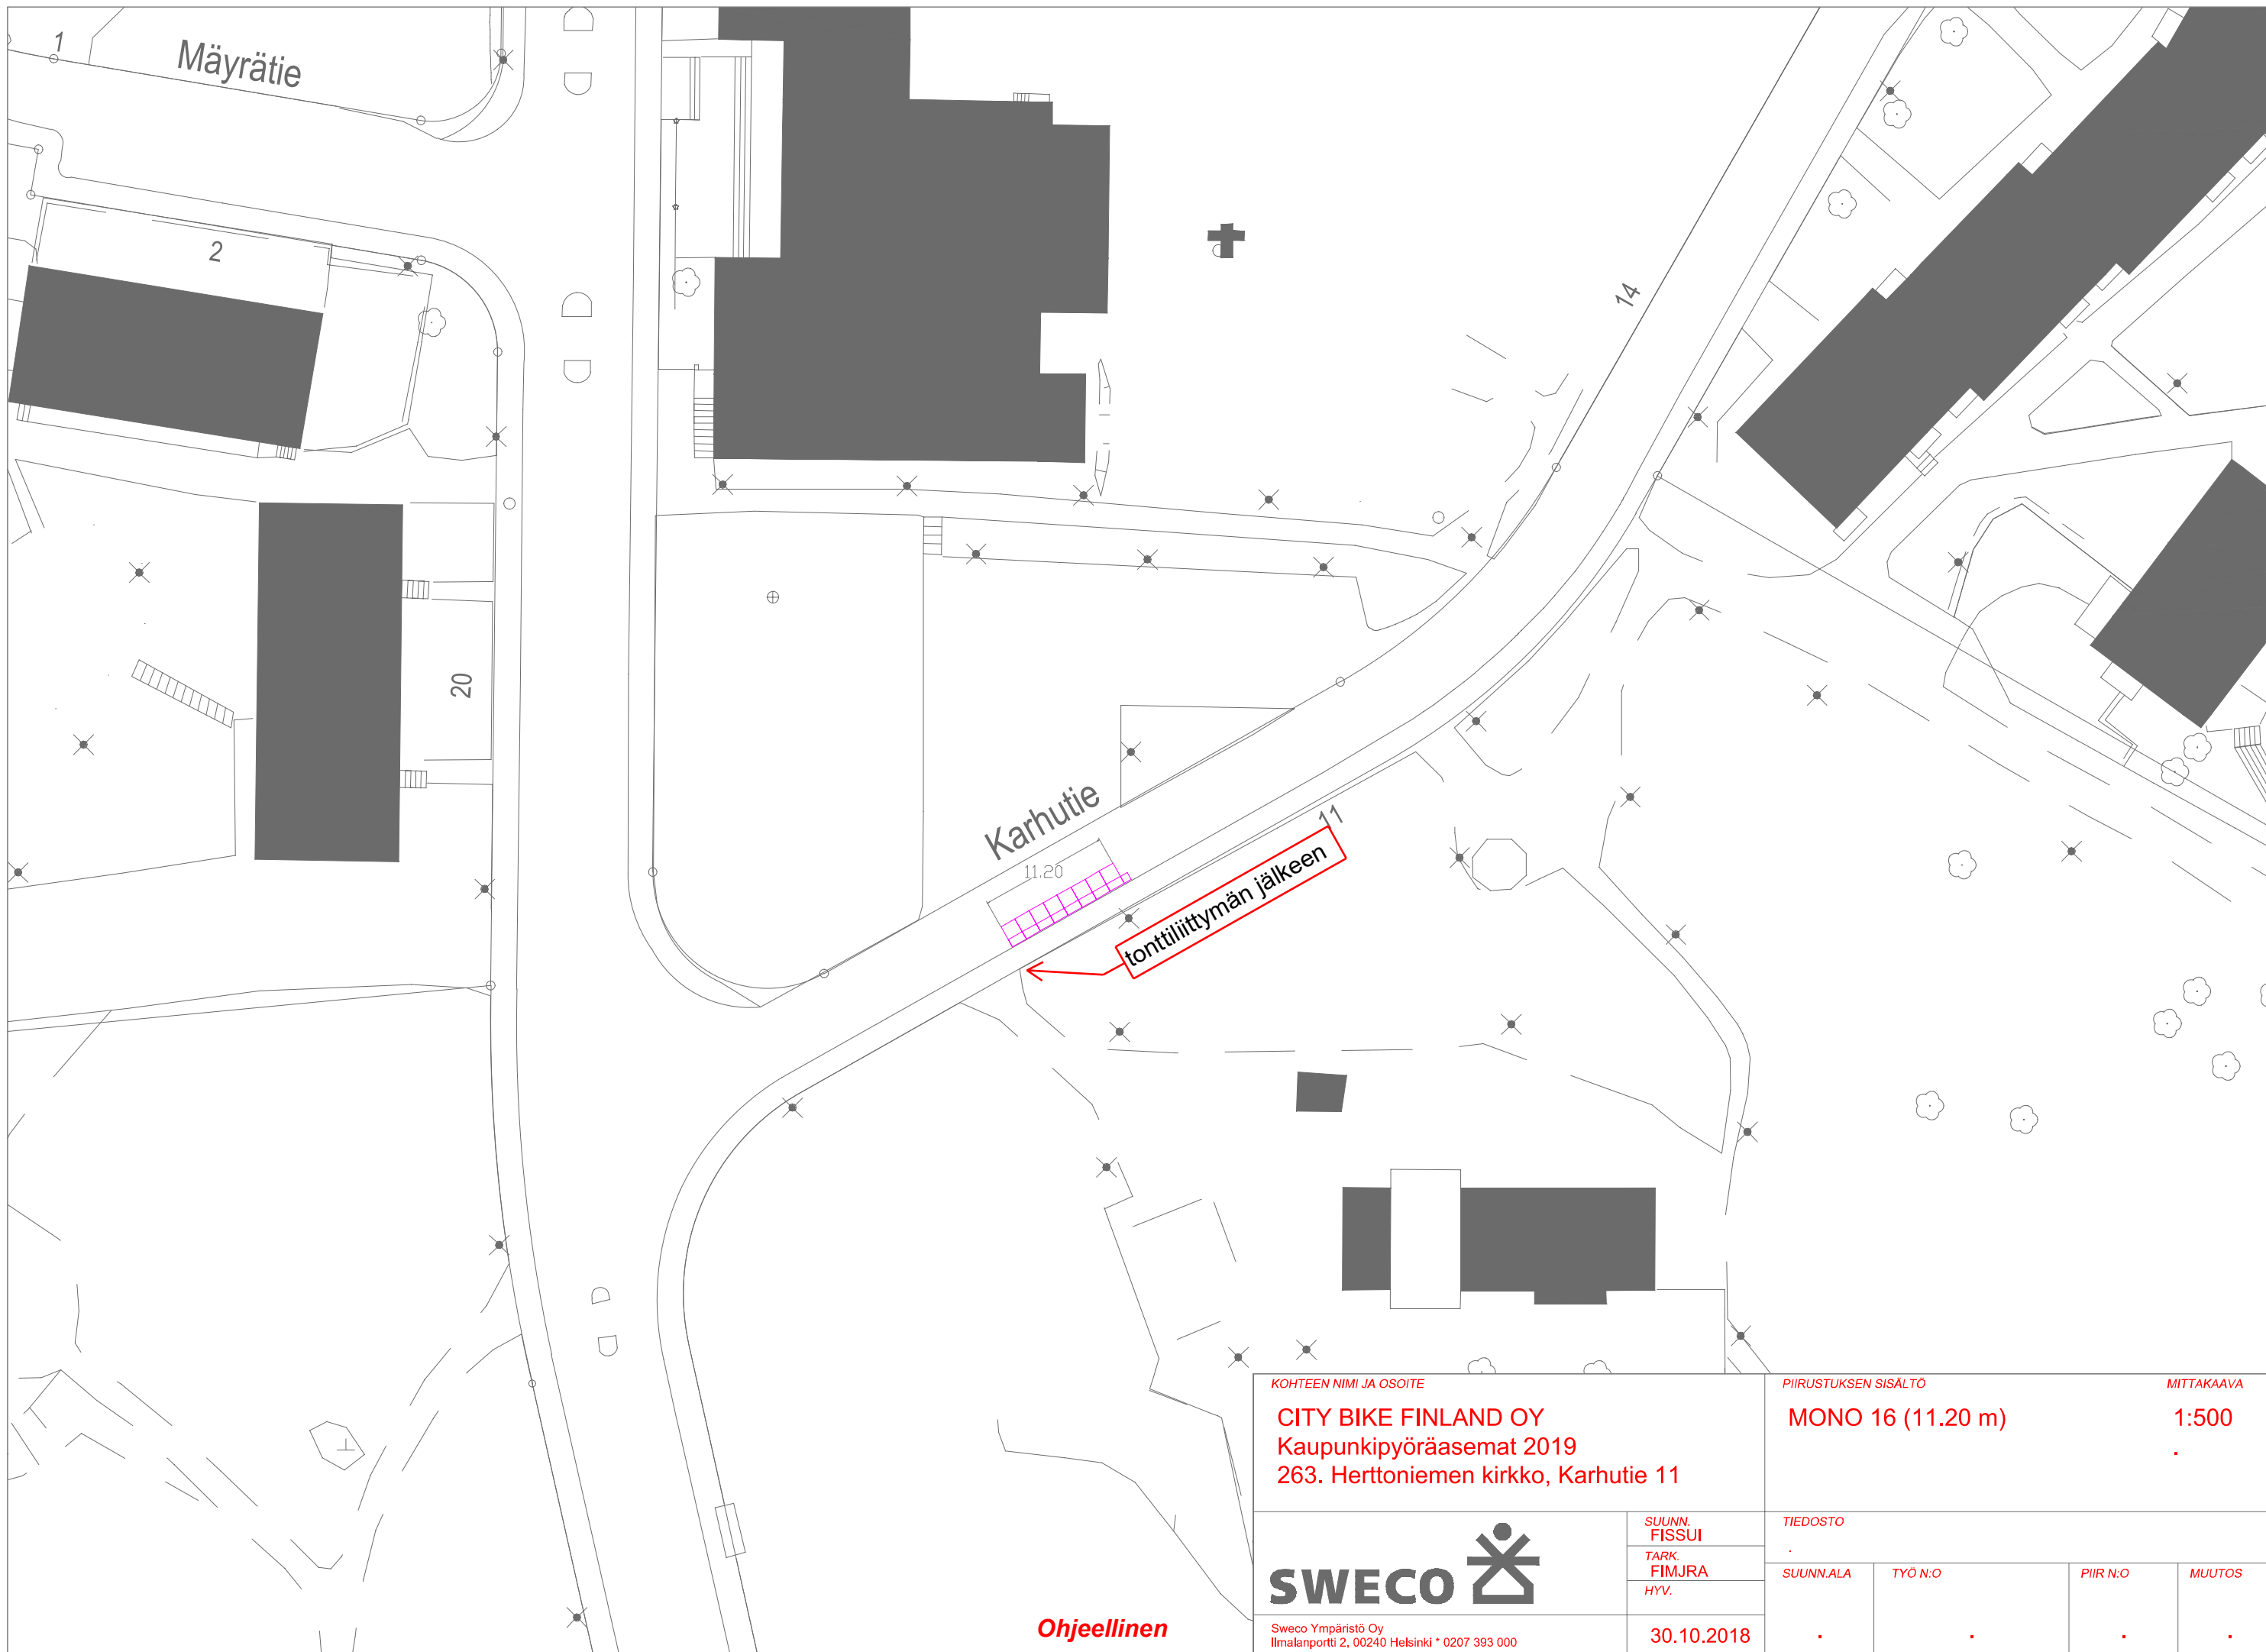 1
Mäyrätie
2
14
20
Karhutie
11.20
11
tonttiliittymän jälkeen
KOHTEEN NIMI JA OSOITE
CITY BIKE FINLAND OY
Kaupunkipyöräasemat 2019
263. Herttoniemen kirkko, Karhutie 11
PIIRUSTUKSEN SISÄLTÖ
MITTAKAAVA
MONO 16 (11.20 m)
1:500
.
SWECO
SUUNN.
FISSUI
TARK.
FIMJRA
HYV.
TIEDOSTO
.
SUUNN.ALA
TYÖ N:O
PIIR N:O
MUUTOS
. . . .
Sweco Ympäristö Oy
Ilmalanportti 2, 00240 Helsinki * 0207 393 000
30.10.2018
Ohjeellinen